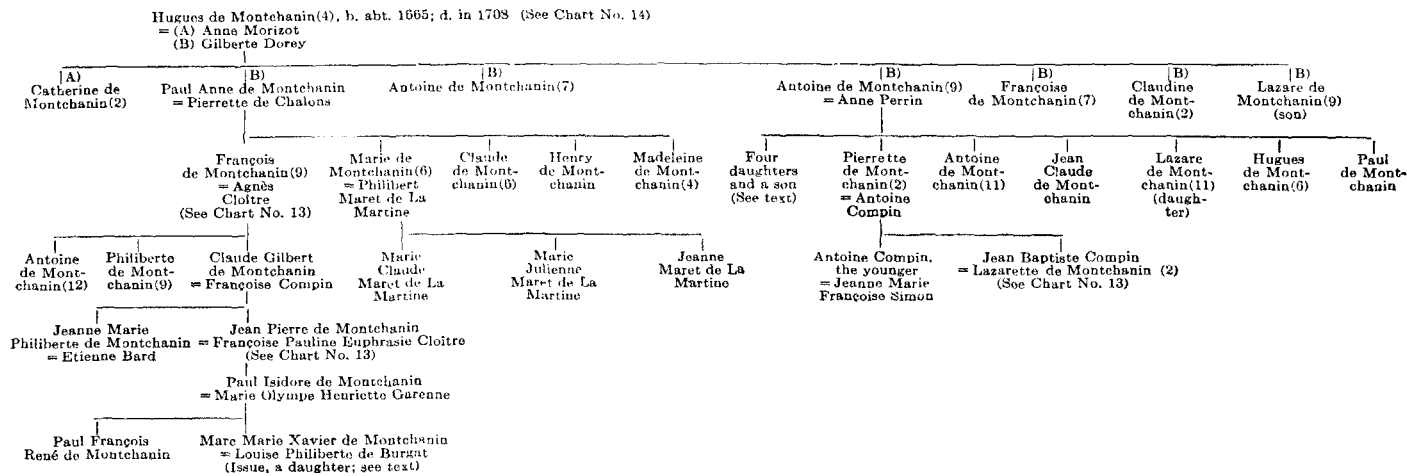 Hugues de Montchanin(4), b. abt. 1665; d. in 1708 (See Chart No. 14)
= (A) Anne Morizot
(B) Gilberte Dorey
(A)
Catherine de
Montchanin(2)
(B)
Paul Anne de Montchanin
= Pierrette de Chalons
(B)
Antoine de Montchanin(7)
(B)
Antoine de Montchanin(9)
= Anne Perrin
(B)
Françoise
de Montchanin(7)
(B)
Claudine
de Mont-
chanin(2)
(B)
Lazare de
Montchanin(9)
(son)
François
de Montchanin(9)
= Agnès
Cloître
(See Chart No. 13)
Marie de
Montchanin(6)
= Philibert
Maret de La
Martine
Claude
de Mont-
chanin(6)
Henry
de Mont-
chanin
Madeleine
de Mont-
chanin(4)
Four
daughters
and a son
(See text)
Pierrette
de Mont-
chanin(2)
= Antoine
Compin
Antoine
de Mont-
chanin(11)
Jean
Claude
de Mont-
chanin
Lazare
de Mont-
chanin(11)
(daugh-
ter)
Hugues
de Mont-
chanin(6)
Paul
de Mont-
chanin
Antoine
de Mont-
chanin(12)
Philiberte
de Mont-
chanin(9)
Claude Gilbert
de Montchanin
= Françoise Compin
Marie
Claude
Maret de La
Martine
Marie
Julienne
Maret de La
Martine
Jeanne
Maret de La
Martine
Antoine Compin,
the younger
= Jeanne Marie
Françoise Simon
Jean Baptiste Compin
= Lazarette de Montchanin (2)
(See Chart No. 13)
Jeanne Marie
Philiberte de Montchanin
= Etienne Bard
Jean Pierre de Montchanin
= Françoise Pauline Euphrasie Cloître
(See Chart No. 13)
Paul Isidore de Montchanin
= Marie Olympe Henriette Garenne
Paul François
René de Montchanin
Marc Marie Xavier de Montchanin
= Louise Philiberte de Burgat
(Issue, a daughter; see text)